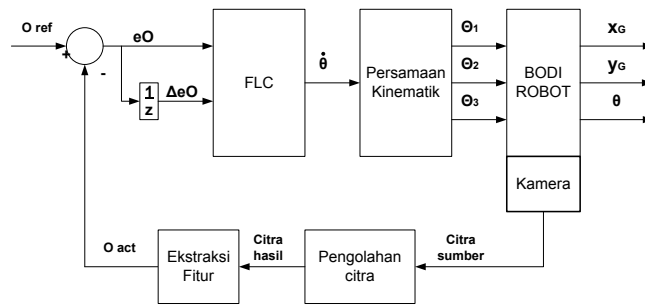 O ref
+
-
eO
1
z
ΔeO
FLC
θ̇
Persamaan
Kinematik
Θ1
Θ2
Θ3
BODI
ROBOT
xG
yG
θ
Kamera
Citra
sumber
Pengolahan
citra
Citra
hasil
Ekstraksi
Fitur
O act